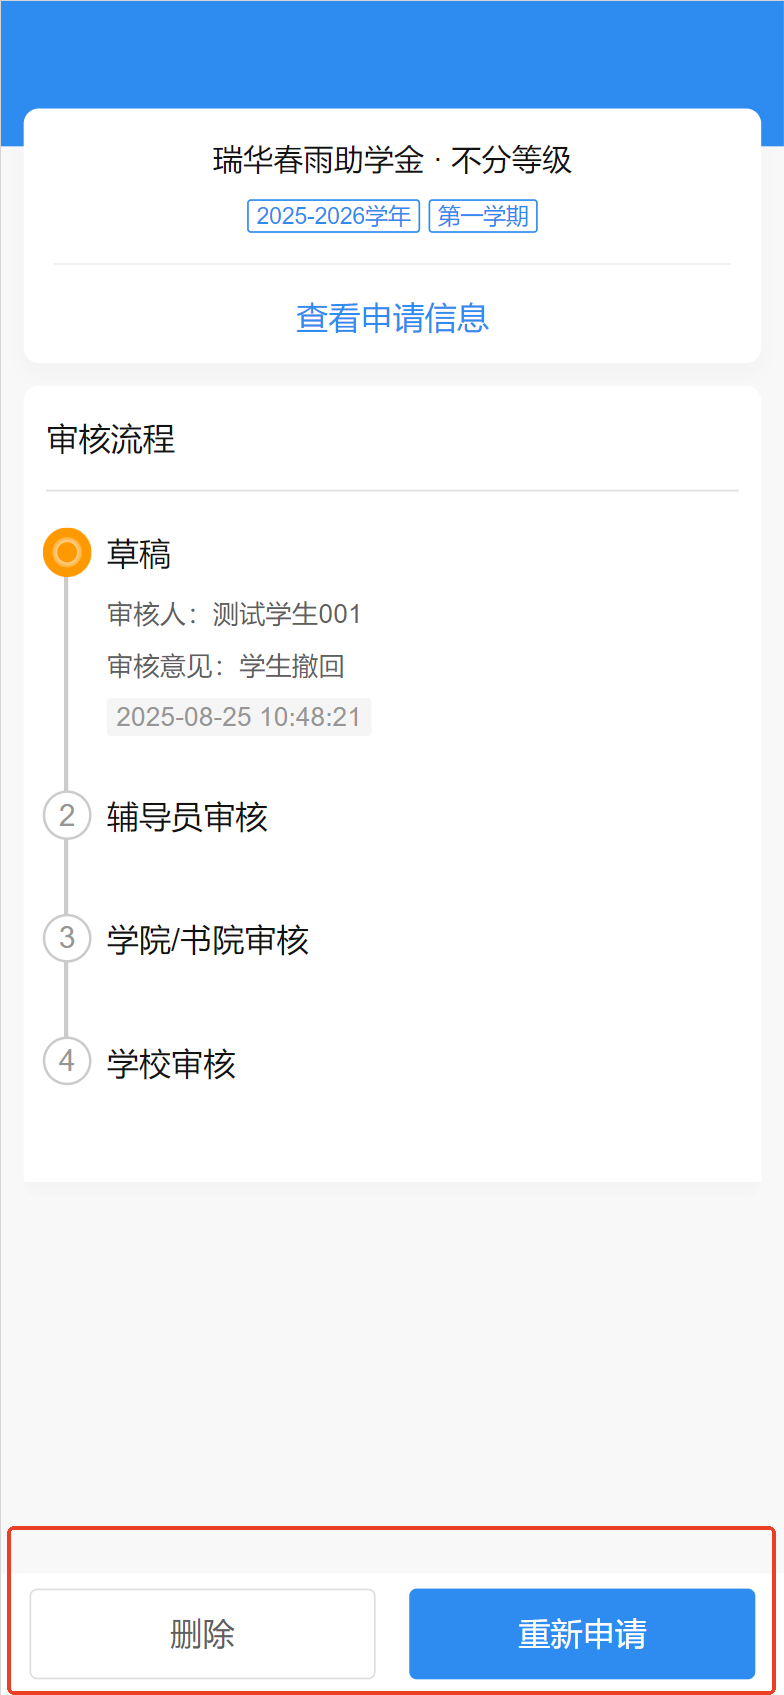 瑞华春雨助学金 · 不分等级
2025-2026学年 第一学期
查看申请信息
审核流程
草稿
审核人：测试学生001
审核意见：学生撤回
2025-08-25 10:48:21
2 辅导员审核
3 学院/书院审核
4 学校审核
删除 重新申请